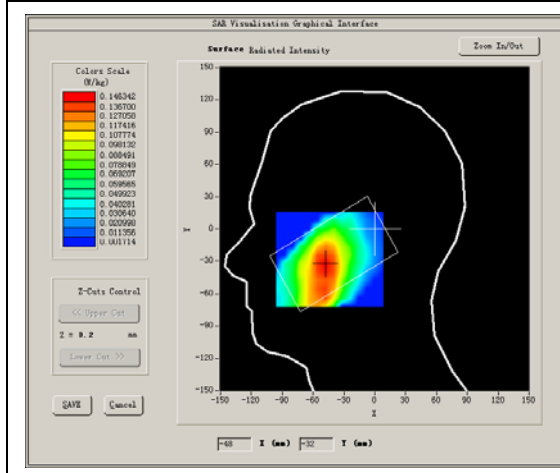 SAR Visualisation Graphical Interface
Surface Radiated Intensity
Zoom In/Out
Colors Scale
(W/kg)
0.146342
0.136700
0.127058
0.117416
0.107774
0.098132
0.088491
0.078849
0.069207
0.059565
0.049923
0.040281
0.030640
0.020998
0.011356
0.001714
150
120
90
60
30
0
-30
-60
-90
-120
-150
Y
-150 -120 -90 -60 -30 0 30 60 90 120 150
X
Z-Cuts Control
<< Upper Cut
Z = 0.2 mm
Lower Cut >>
SAVE Cancel
-48 X (mm) -32 Y (mm)